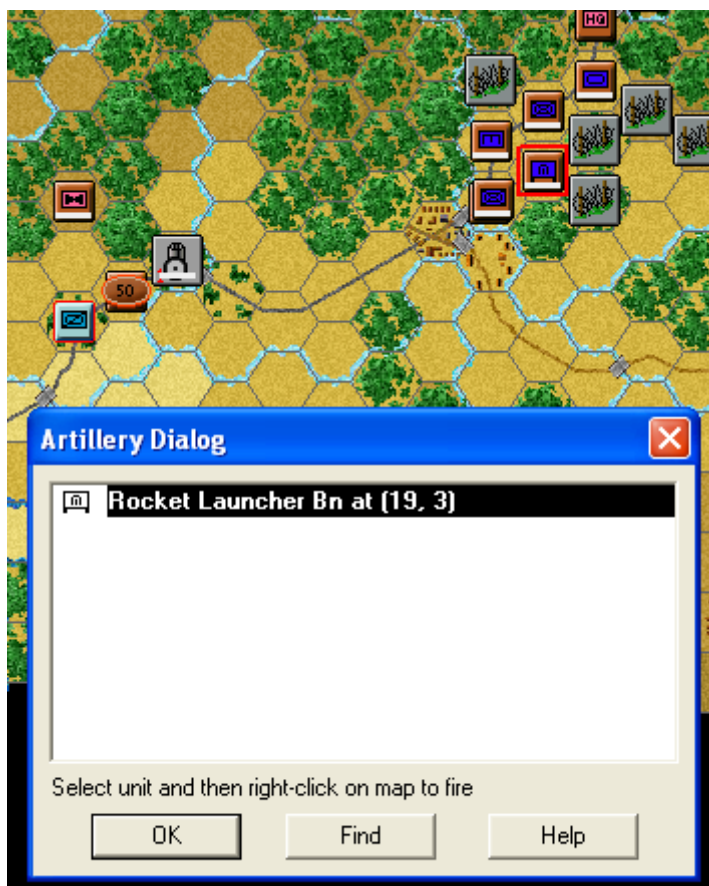 HQ
50
Artillery Dialog
Rocket Launcher Bn at (19, 3)
Select unit and then right-click on map to fire
OK Find Help